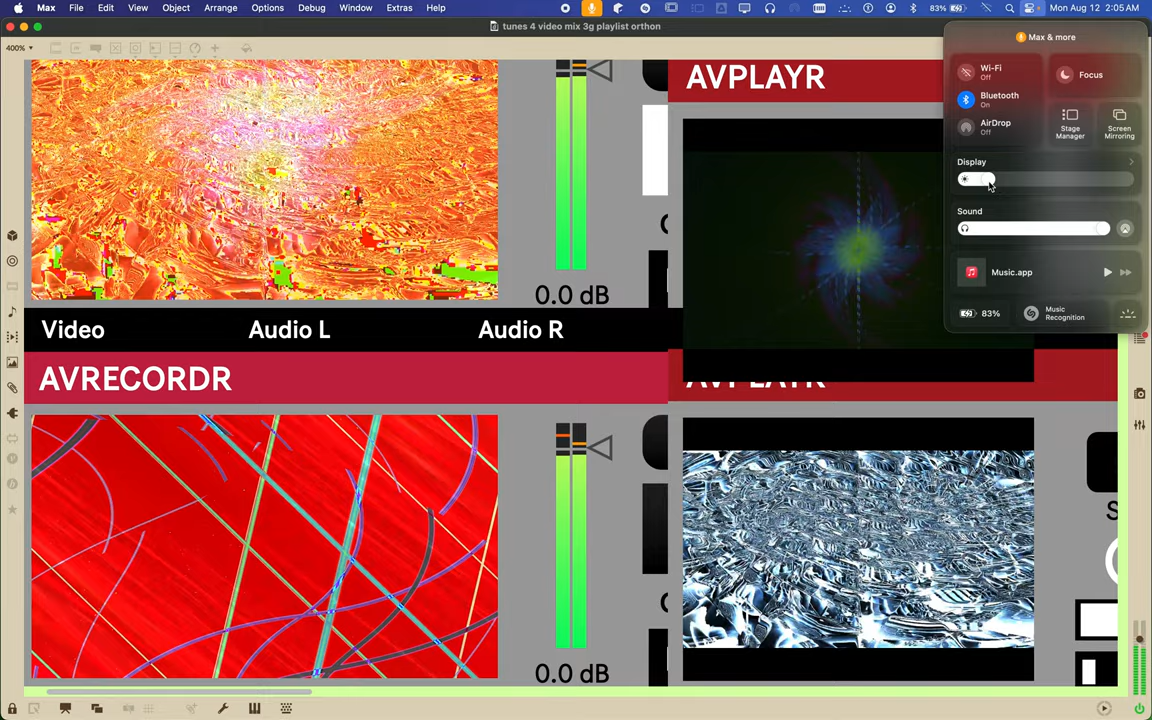 Max File Edit View Object Arrange Options Debug Window Extras Help
83% Mon Aug 12 2:05 AM
tunes 4 video mix 3g playlist orthon
400%
Max & more
Wi-Fi
Off
Focus
Bluetooth
On
AirDrop
Off
Stage
Manager
Screen
Mirroring
Display
Sound
Music.app
83%
Music
Recognition
AVPLAYR
0.0 dB
Video Audio L Audio R
AVRECORDR
AVPLAYR
0.0 dB